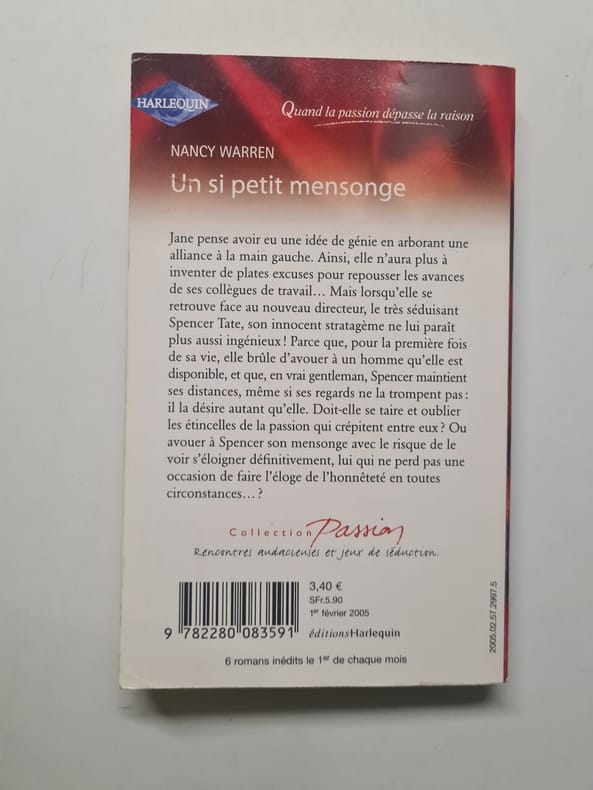 HARLEQUIN
Quand la passion dépasse la raison
NANCY WARREN
Un si petit mensonge
Jane pense avoir eu une idée de génie en arborant une
alliance à la main gauche. Ainsi, elle n'aura plus à
inventer de plates excuses pour repousser les avances
de ses collègues de travail… Mais lorsqu'elle se
retrouve face au nouveau directeur, le très séduisant
Spencer Tate, son innocent stratagème ne lui paraît
plus aussi ingénieux ! Parce que, pour la première fois
de sa vie, elle brûle d'avouer à un homme qu'elle est
disponible, et que, en vrai gentleman, Spencer maintient
ses distances, même si ses regards ne la trompent pas :
il la désire autant qu'elle. Doit-elle se taire et oublier
les étincelles de la passion qui crépitent entre eux ? Ou
avouer à Spencer son mensonge avec le risque de le
voir s'éloigner définitivement, lui qui ne perd pas une
occasion de faire l'éloge de l'honnêteté en toutes
circonstances… ?
Collection Passion
Rencontres audacieuses et jeux de séduction.
3,40 €
SFr.5.90
1er février 2005
9 782280 083591
éditionsHarlequin
2005.02.57.2997.5
6 romans inédits le 1er de chaque mois